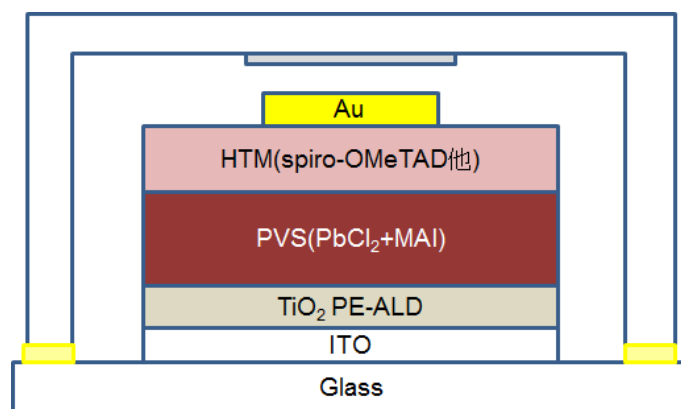 Au
HTM(spiro-OMeTAD他)
PVS(PbCl₂+MAI)
TiO₂ PE-ALD
ITO
Glass